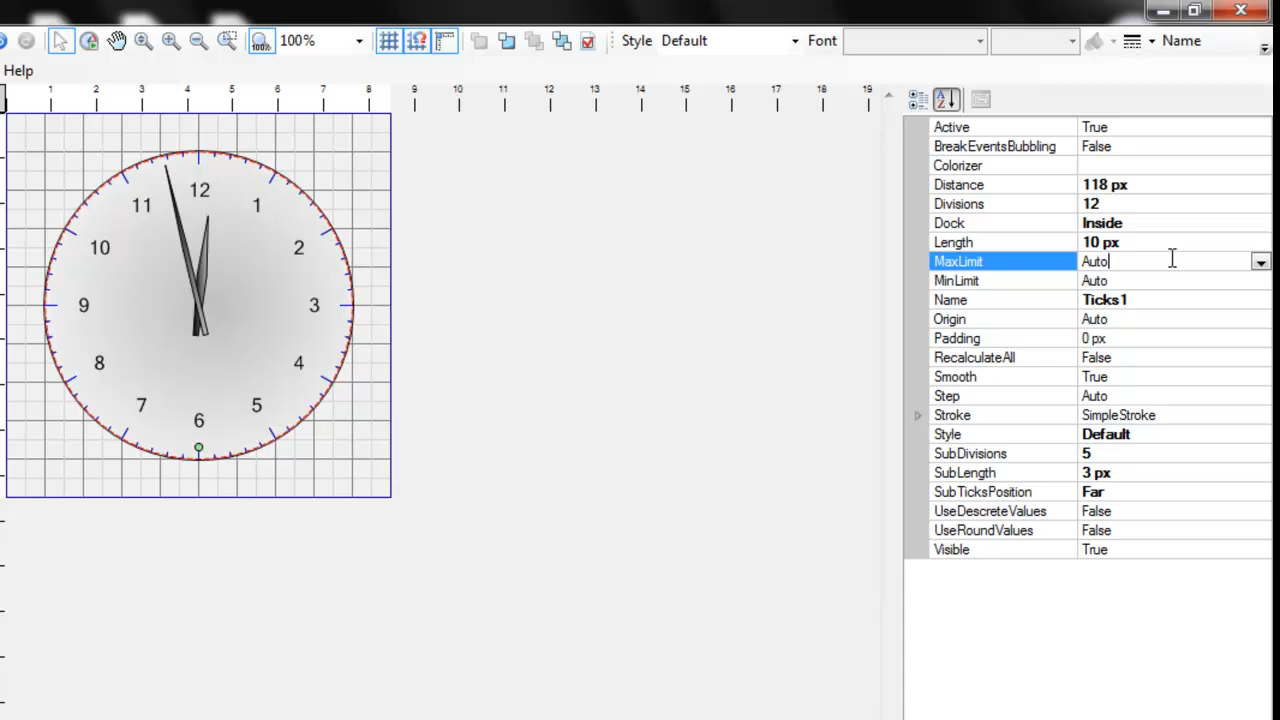 100%
100%
Style Default
Font
Name
Help
1 2 3 4 5 6 7 8 9 10 11 12 13 14 15 16 17 18 19
12
11 1
10 2
9 3
8 4
7 5
6
A Z
Active True
BreakEventsBubbling False
Colorizer
Distance 118 px
Divisions 12
Dock Inside
Length 10 px
MaxLimit Auto
MinLimit Auto
Name Ticks1
Origin Auto
Padding 0 px
RecalculateAll False
Smooth True
Step Auto
Stroke SimpleStroke
Style Default
SubDivisions 5
SubLength 3 px
SubTicksPosition Far
UseDescreteValues False
UseRoundValues False
Visible True